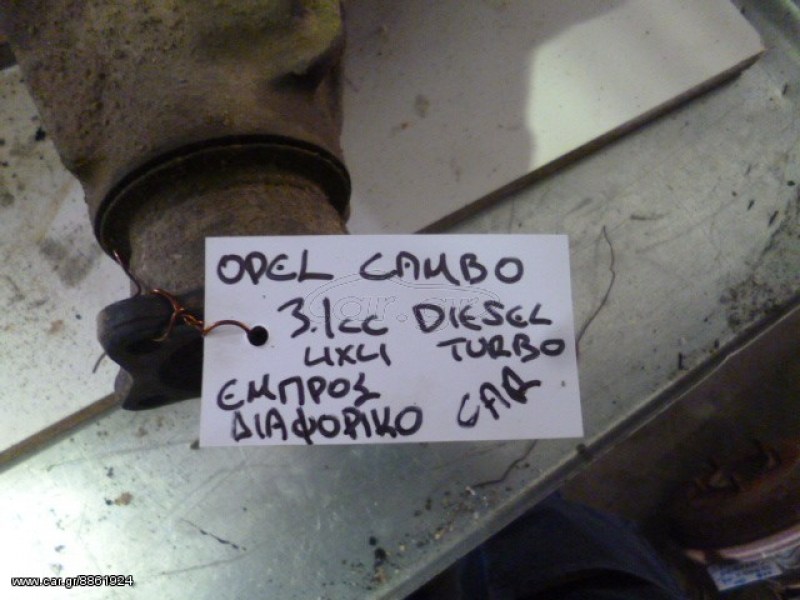 OPEL CAMBO
3.1cc DIESEL
4X4 TURBO
ΕΜΠΡΟΣ
ΔΙΑΦΟΡΙΚΟ CAR
www.car.gr/8861924